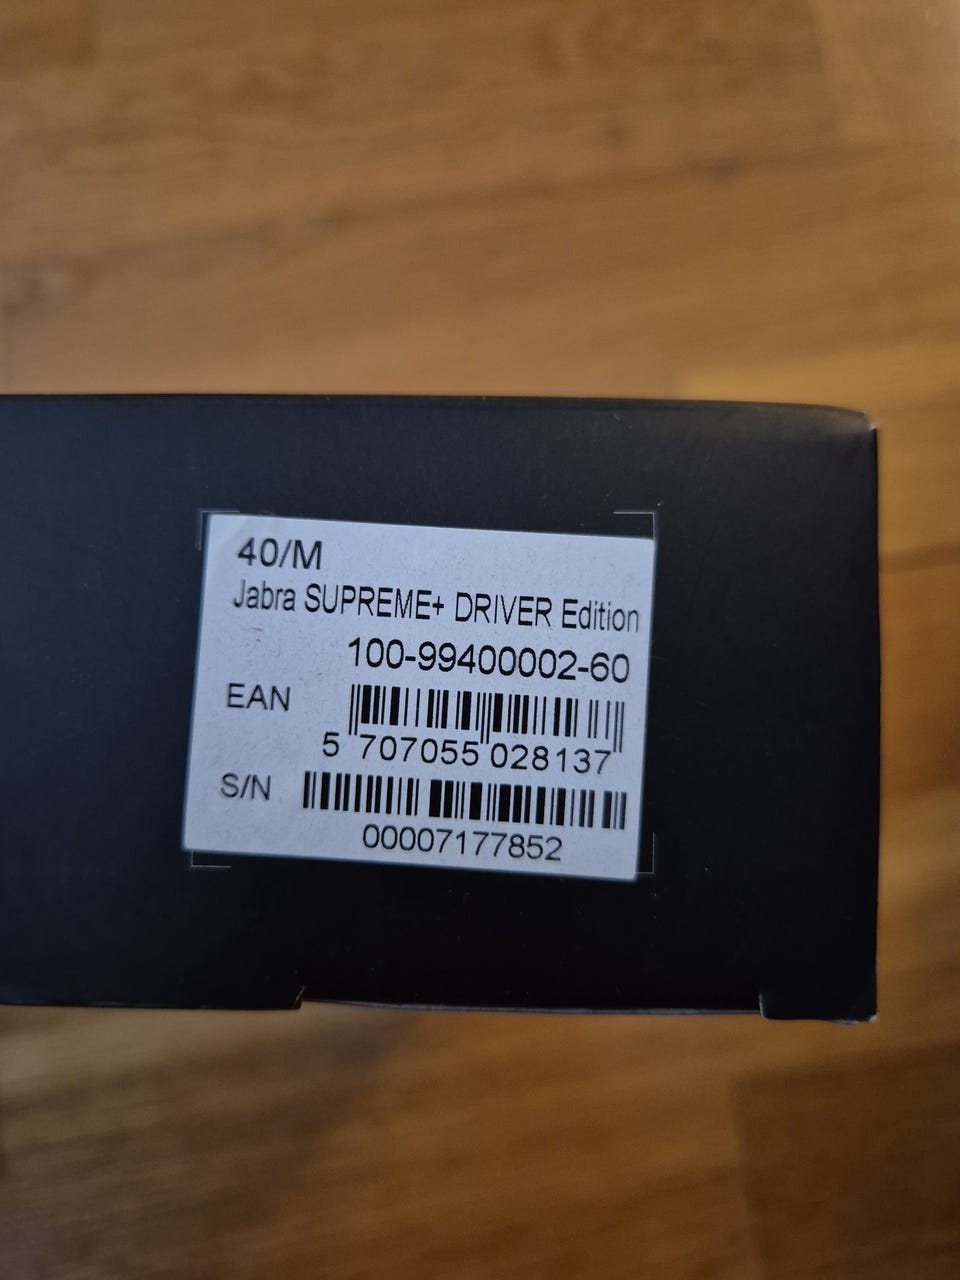 40/M
Jabra SUPREME+ DRIVER Edition
100-99400002-60
EAN
5 707055 028137
S/N
00007177852